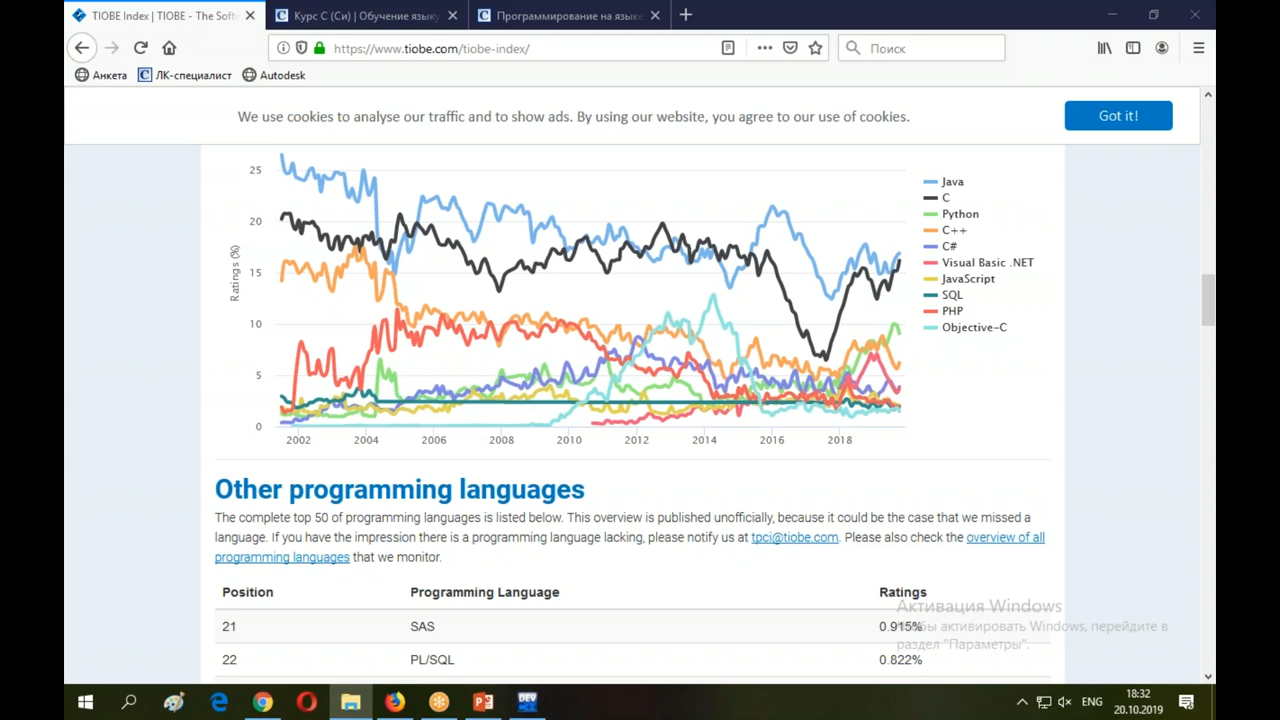 TIOBE Index | TIOBE - The Softw
Курс C (Си) | Обучение языку
Программирование на языке
https://www.tiobe.com/tiobe-index/
Поиск
Анкета
ЛК-специалист
Autodesk
We use cookies to analyse our traffic and to show ads. By using our website, you agree to our use of cookies.
Got it!
25
20
15
10
5
0
Ratings (%)
2002
2004
2006
2008
2010
2012
2014
2016
2018
Java
C
Python
C++
C#
Visual Basic .NET
JavaScript
SQL
PHP
Objective-C
Other programming languages
The complete top 50 of programming languages is listed below. This overview is published unofficially, because it could be the case that we missed a
language. If you have the impression there is a programming language lacking, please notify us at tpci@tiobe.com. Please also check the overview of all
programming languages that we monitor.
Position Programming Language Ratings
21 SAS 0.915%
22 PL/SQL 0.822%
Активация Windows
Чтобы активировать Windows, перейдите в
раздел "Параметры".
DEV
ENG
18:32
20.10.2019